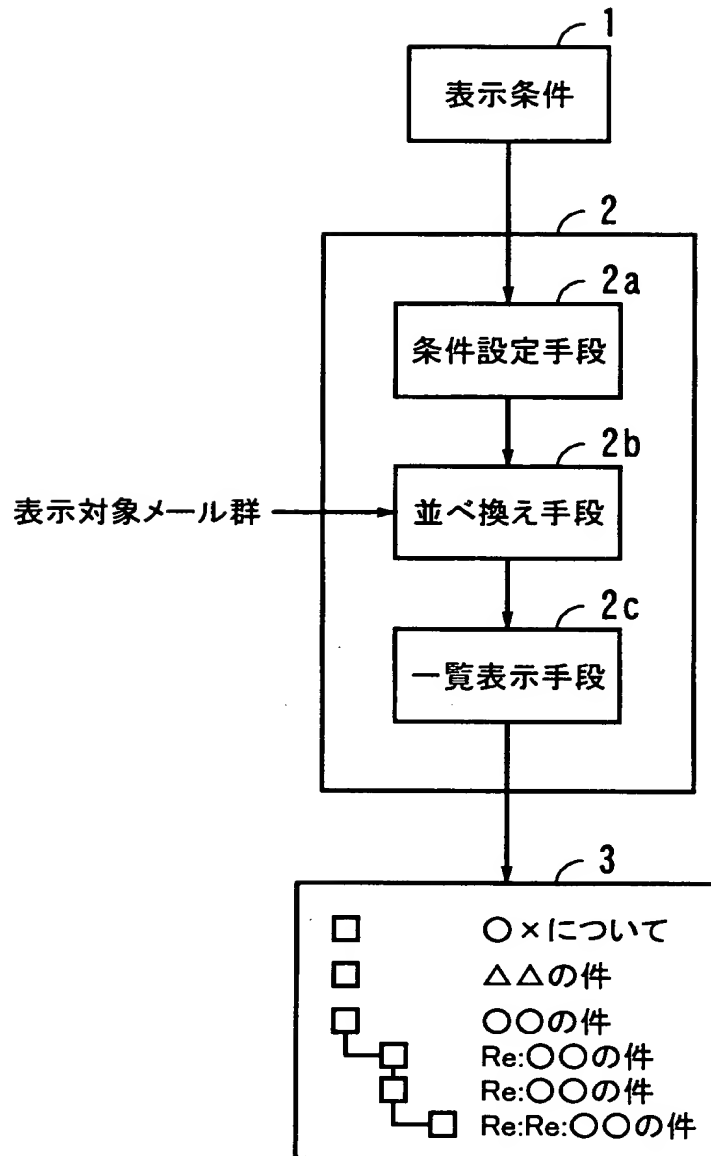 1
表示条件
2
2a
条件設定手段
2b
表示対象メール群
並べ換え手段
2c
一覧表示手段
3
○×について
△△の件
○○の件
Re:○○の件
Re:○○の件
Re:Re:○○の件